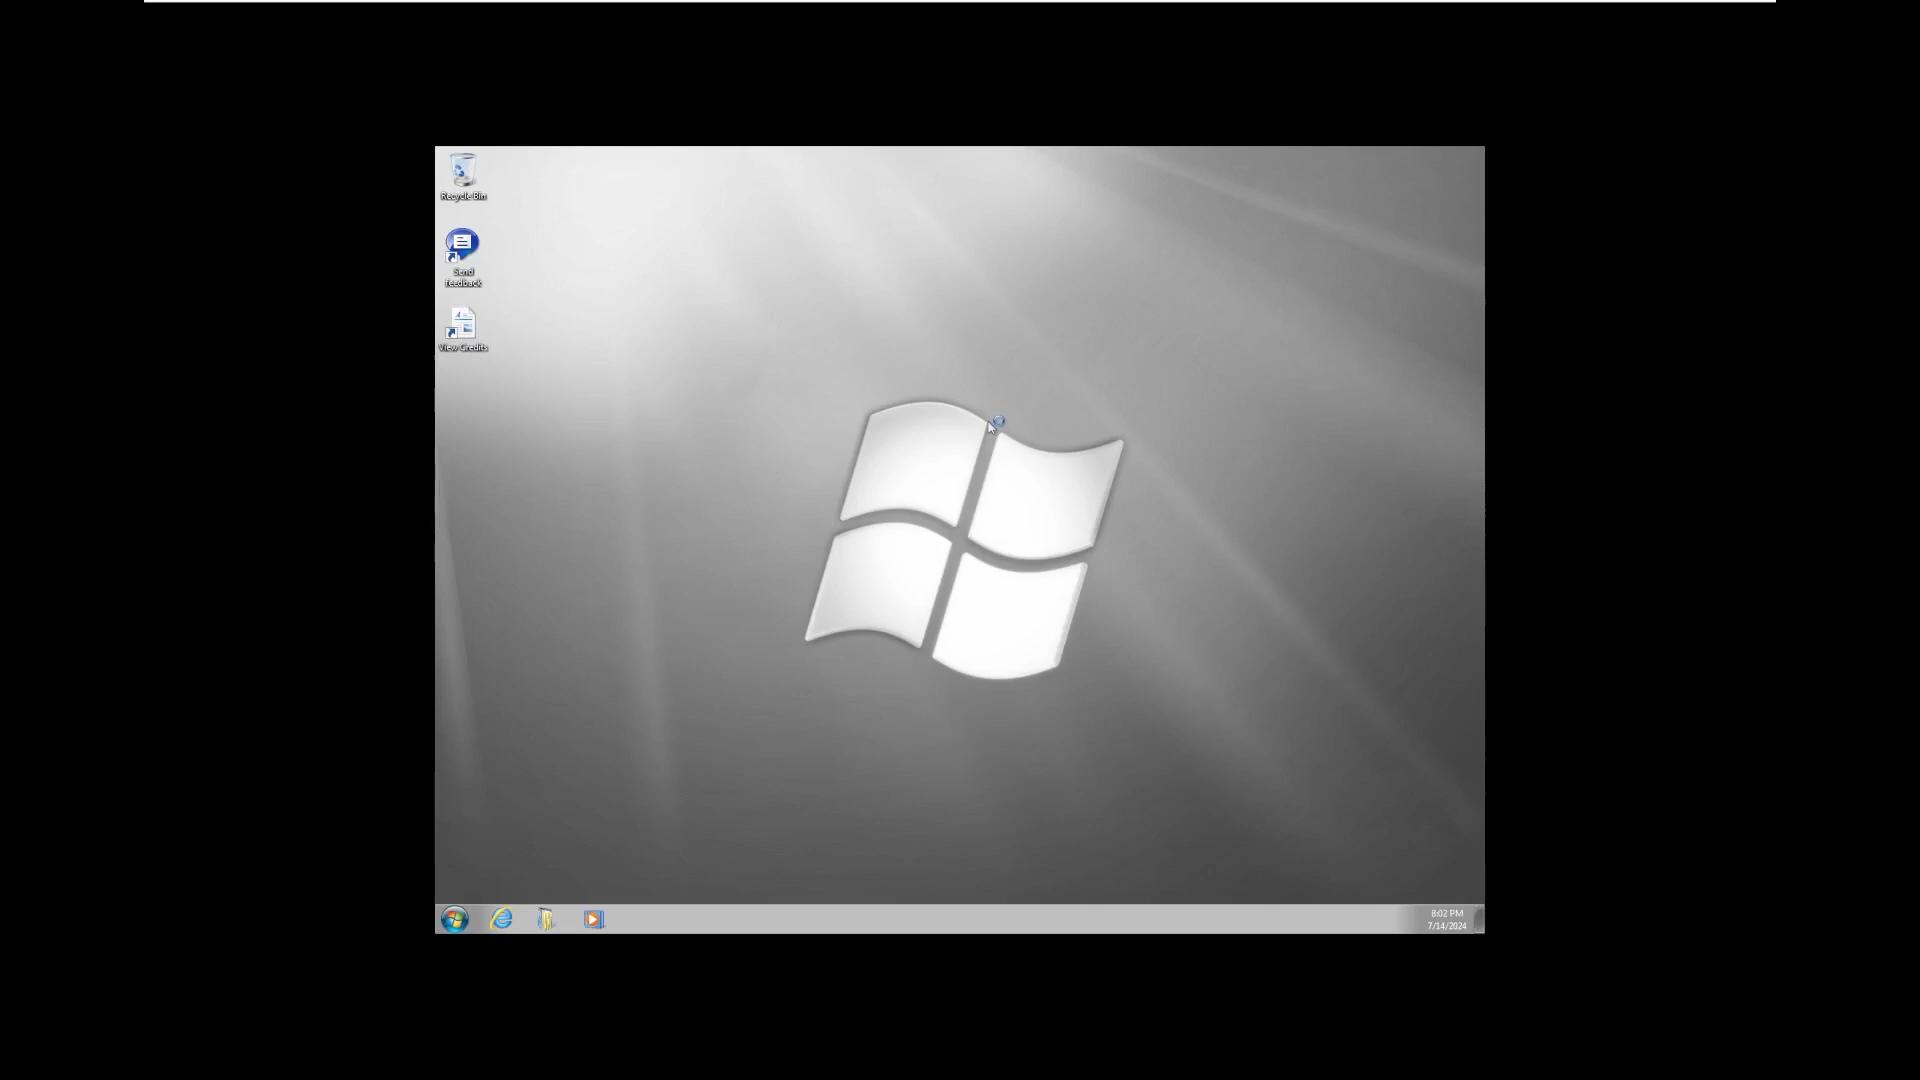 Recycle Bin
Send
feedback
View Credits
8:02 PM
7/14/2024